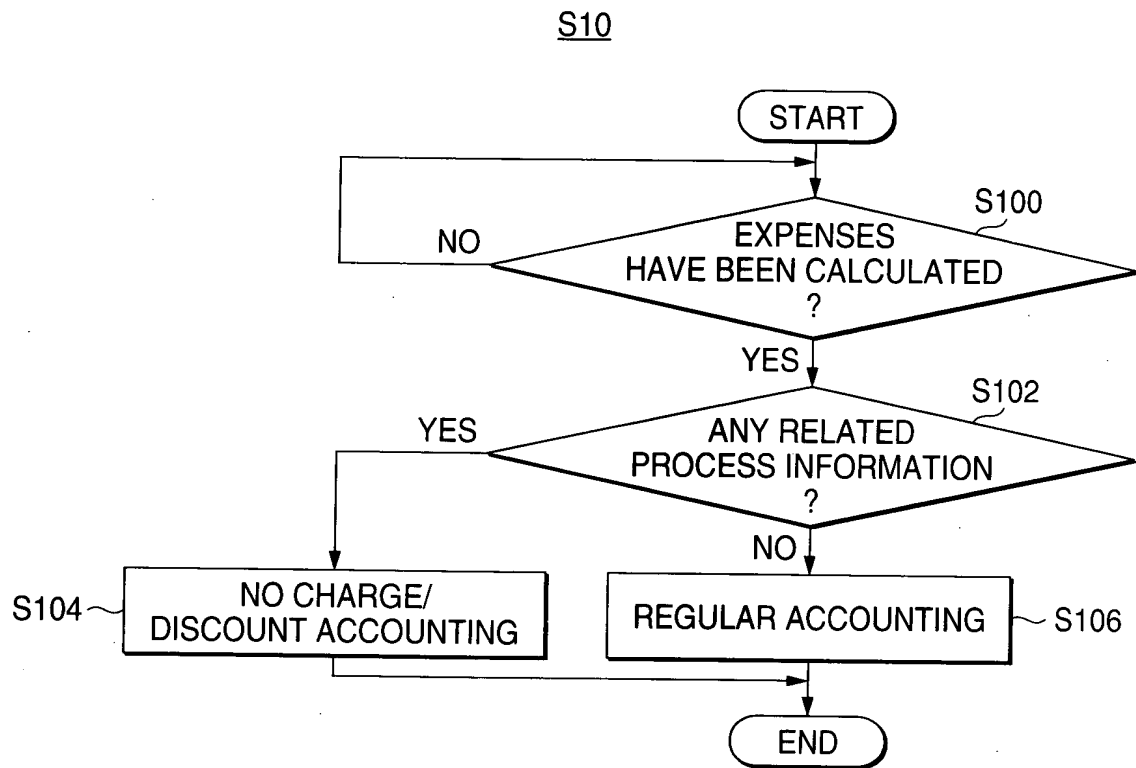 S10
START
S100
EXPENSES
HAVE BEEN CALCULATED
?
NO
YES
S102
ANY RELATED
PROCESS INFORMATION
?
YES
NO
S104
NO CHARGE/
DISCOUNT ACCOUNTING
REGULAR ACCOUNTING
S106
END